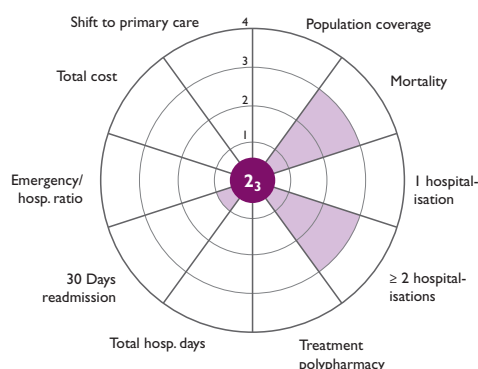 Shift to primary care
4
Population coverage
3
Total cost
Mortality
2
1
Emergency/
hosp. ratio
2₃
1 hospital-
isation
30 Days
readmission
≥ 2 hospital-
isations
Total hosp. days
Treatment
polypharmacy